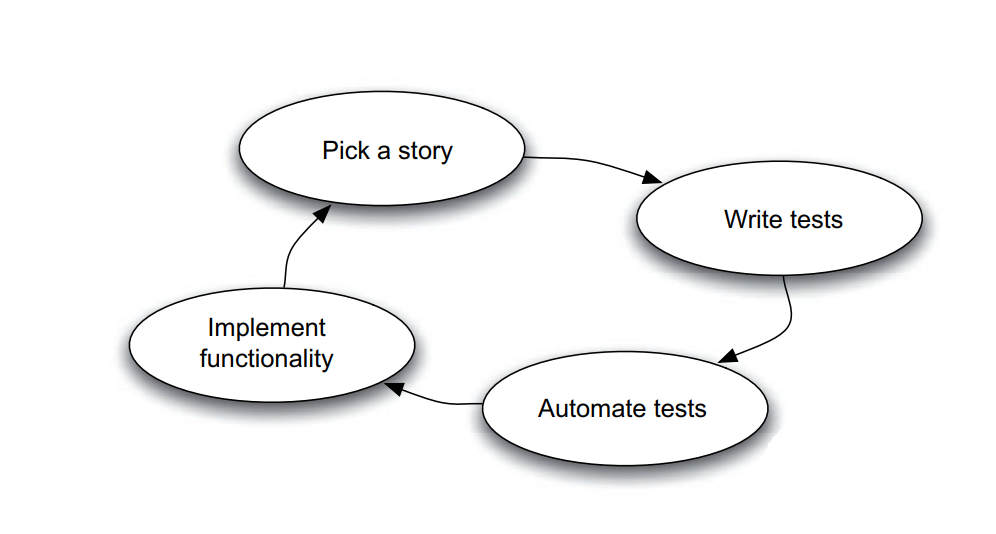 Pick a story
Write tests
Automate tests
Implement
functionality